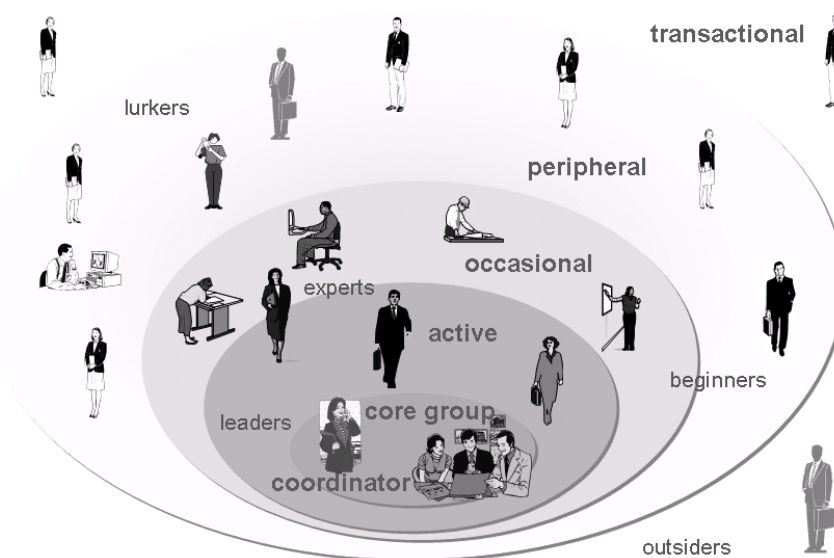 transactional
lurkers
peripheral
occasional
experts
active
beginners
core group
leaders
coordinator
outsiders